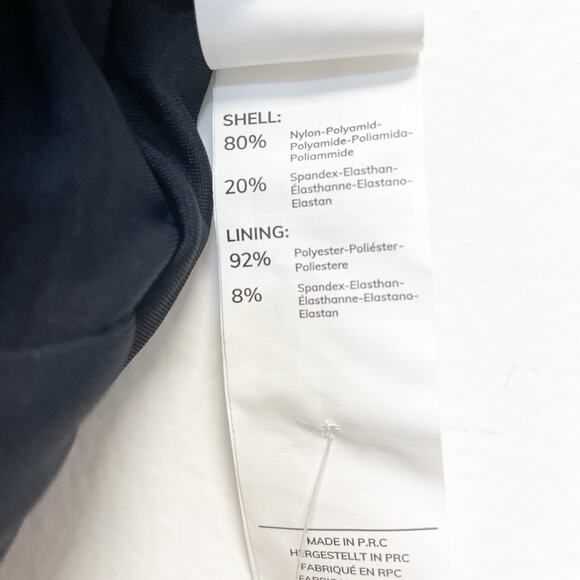 SHELL:
80% Nylon-Polyamid-
Polyamide-Poliamida-
Poliammide
20% Spandex-Elasthan-
Élasthanne-Elastano-
Elastan
LINING:
92% Polyester-Poliéster-
Poliestere
8% Spandex-Elasthan-
Élasthanne-Elastano-
Elastan
MADE IN P.R.C
HERGESTELLT IN PRC
FABRIQUÉ EN RPC